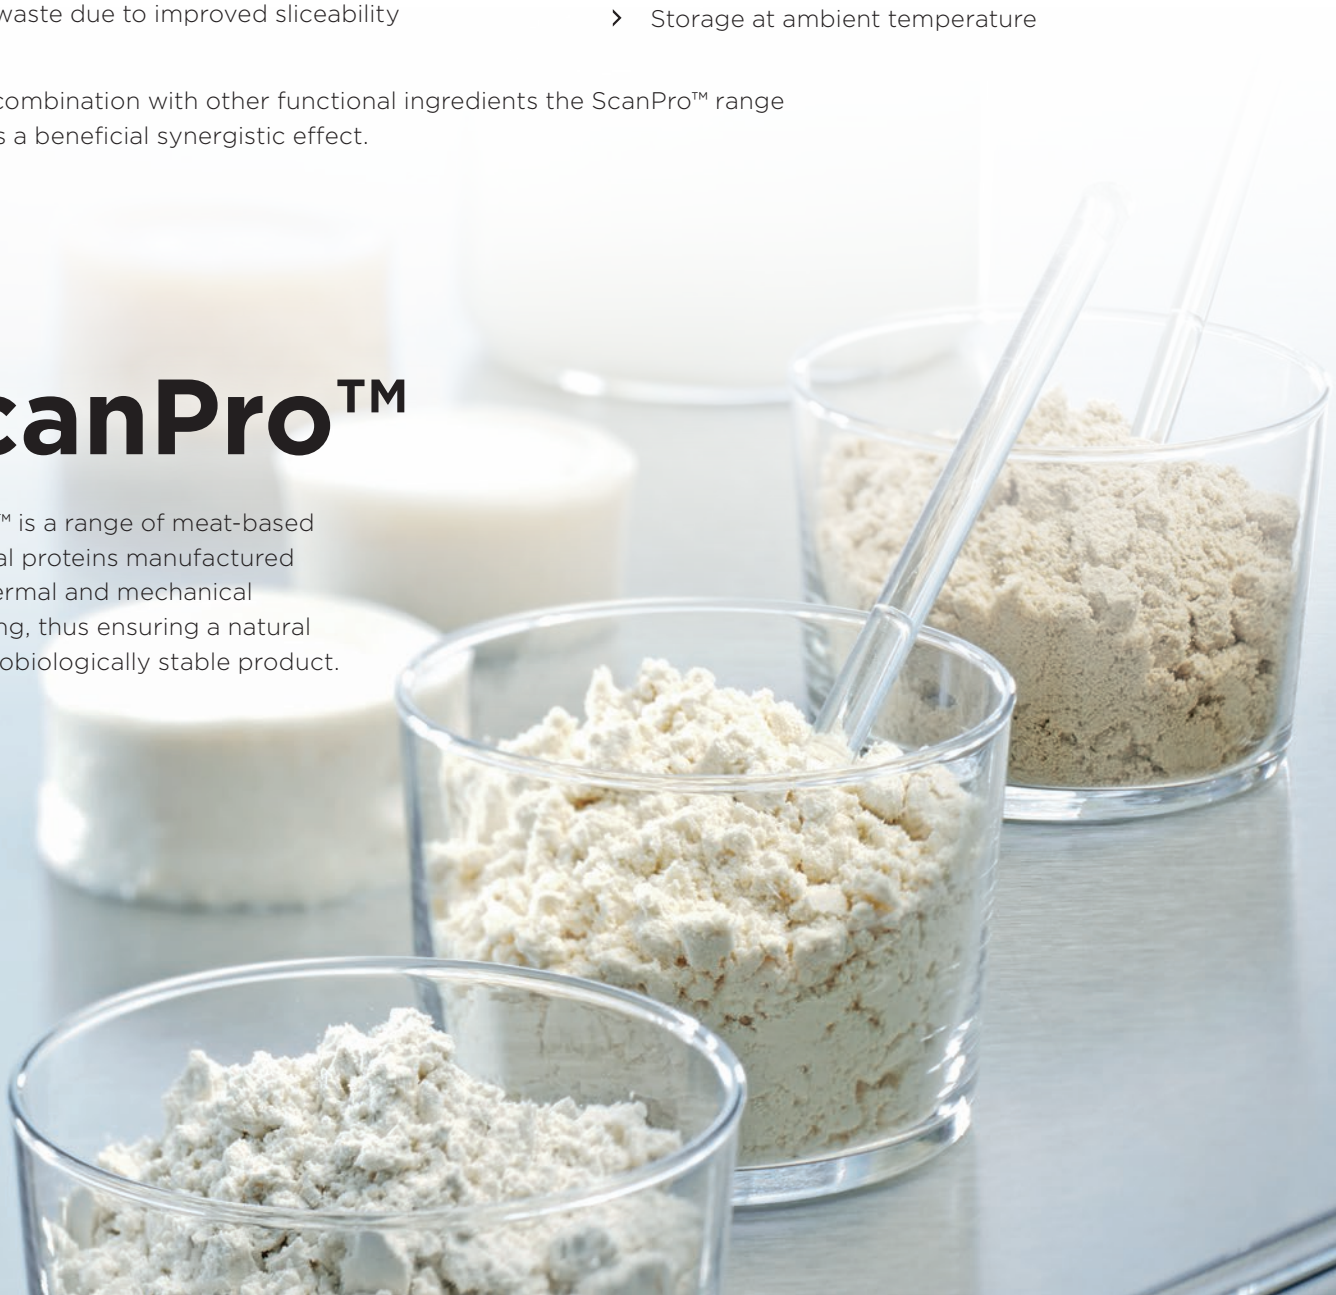 waste due to improved sliceability
› Storage at ambient temperature
combination with other functional ingredients the ScanPro™ range
s a beneficial synergistic effect.
canPro™
™ is a range of meat-based
al proteins manufactured
ermal and mechanical
ng, thus ensuring a natural
obiologically stable product.